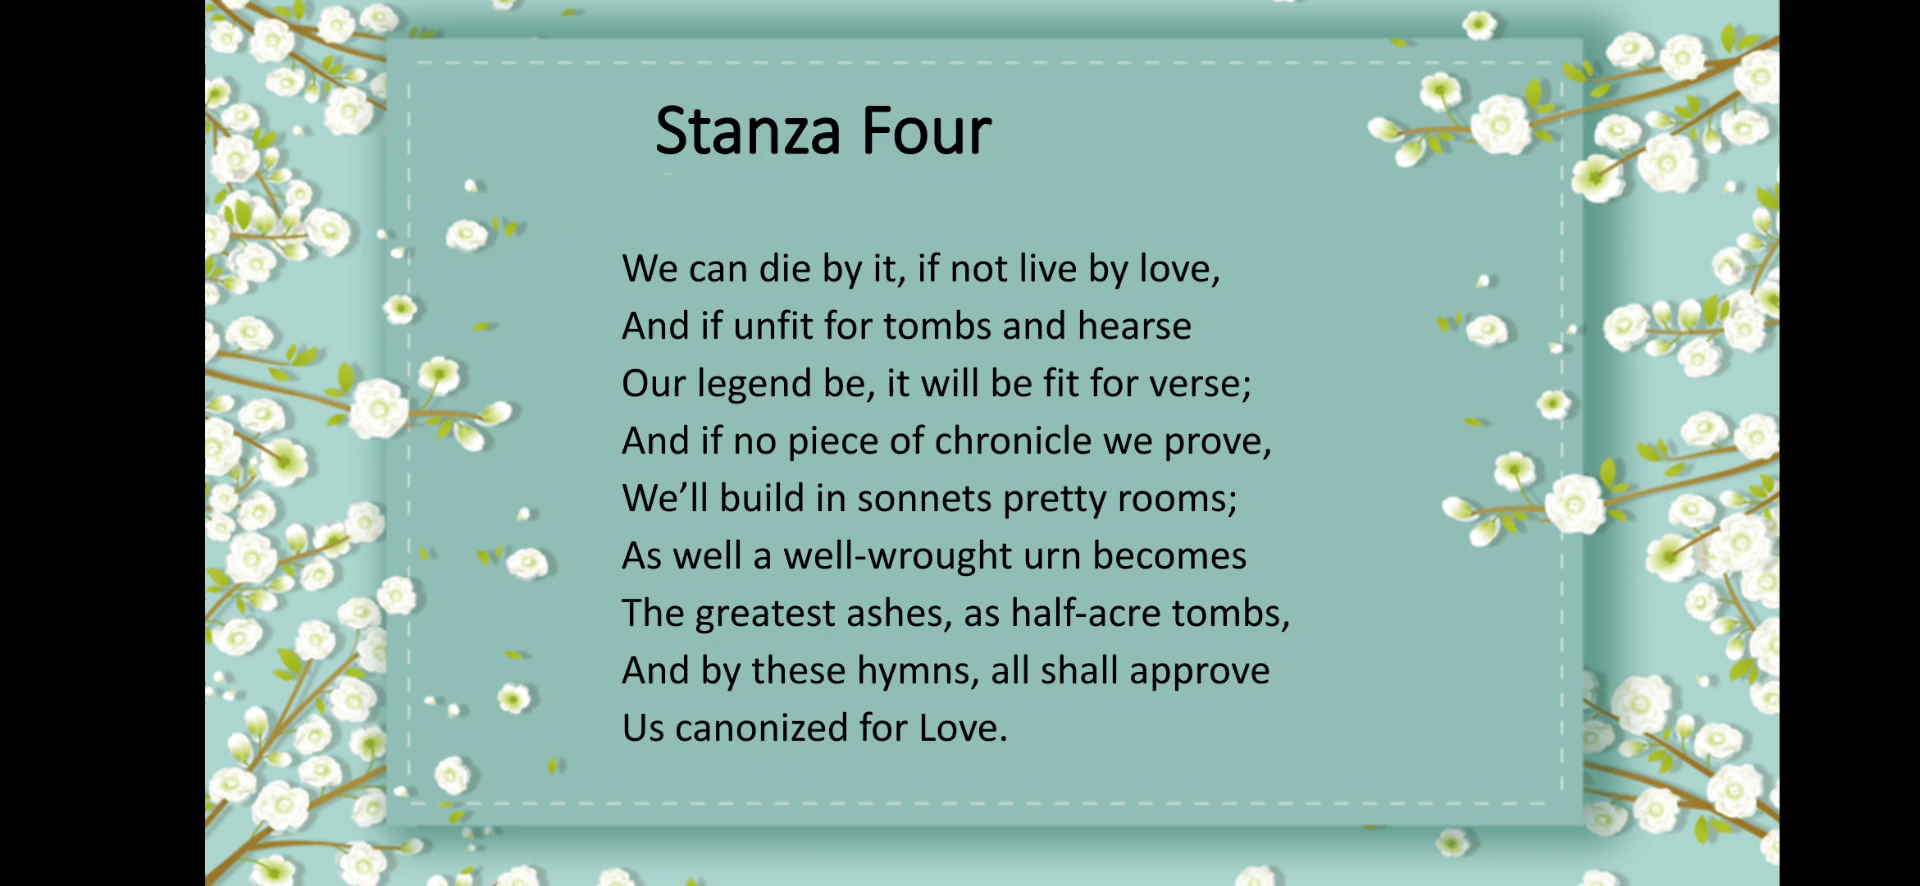 Stanza Four
We can die by it, if not live by love,
And if unfit for tombs and hearse
Our legend be, it will be fit for verse;
And if no piece of chronicle we prove,
We’ll build in sonnets pretty rooms;
As well a well-wrought urn becomes
The greatest ashes, as half-acre tombs,
And by these hymns, all shall approve
Us canonized for Love.